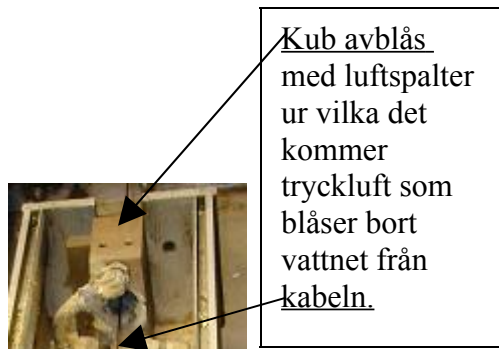 Kub avblås
med luftspalter
ur vilka det
kommer
tryckluft som
blåser bort
vattnet från
kabeln.